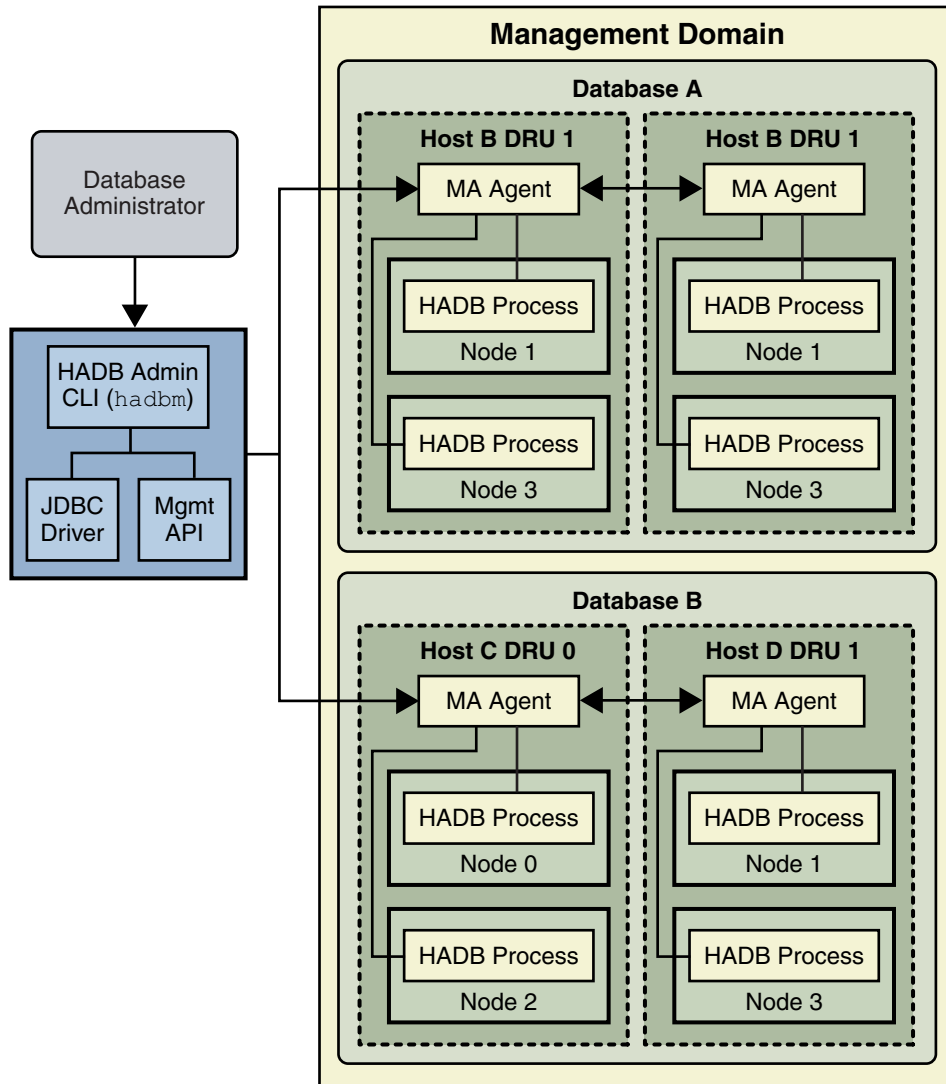 Management Domain
Database A
Host B DRU 1
MA Agent
HADB Process
Node 1
HADB Process
Node 3
Host B DRU 1
MA Agent
HADB Process
Node 1
HADB Process
Node 3
Database
Administrator
HADB Admin
CLI (hadbm)
JDBC
Driver
Mgmt
API
Database B
Host C DRU 0
MA Agent
HADB Process
Node 0
HADB Process
Node 2
Host D DRU 1
MA Agent
HADB Process
Node 1
HADB Process
Node 3